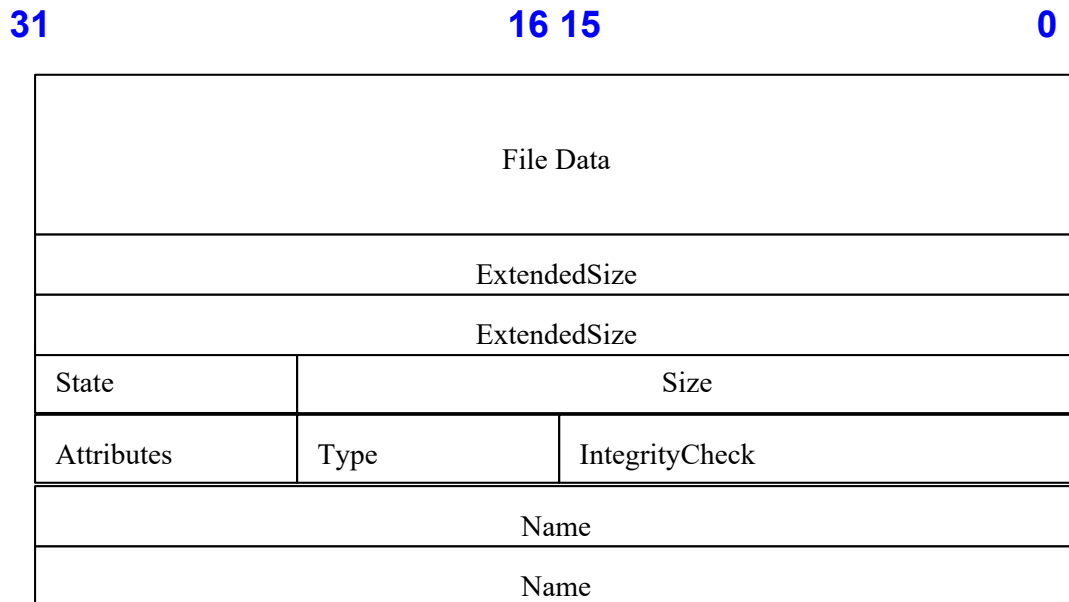 31 16 15 0
File Data
ExtendedSize
ExtendedSize
State Size
Attributes Type IntegrityCheck
Name
Name